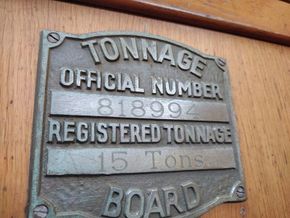 TONNAGE
OFFICIAL NUMBER
818994
REGISTERED TONNAGE
15 Tons
BOARD